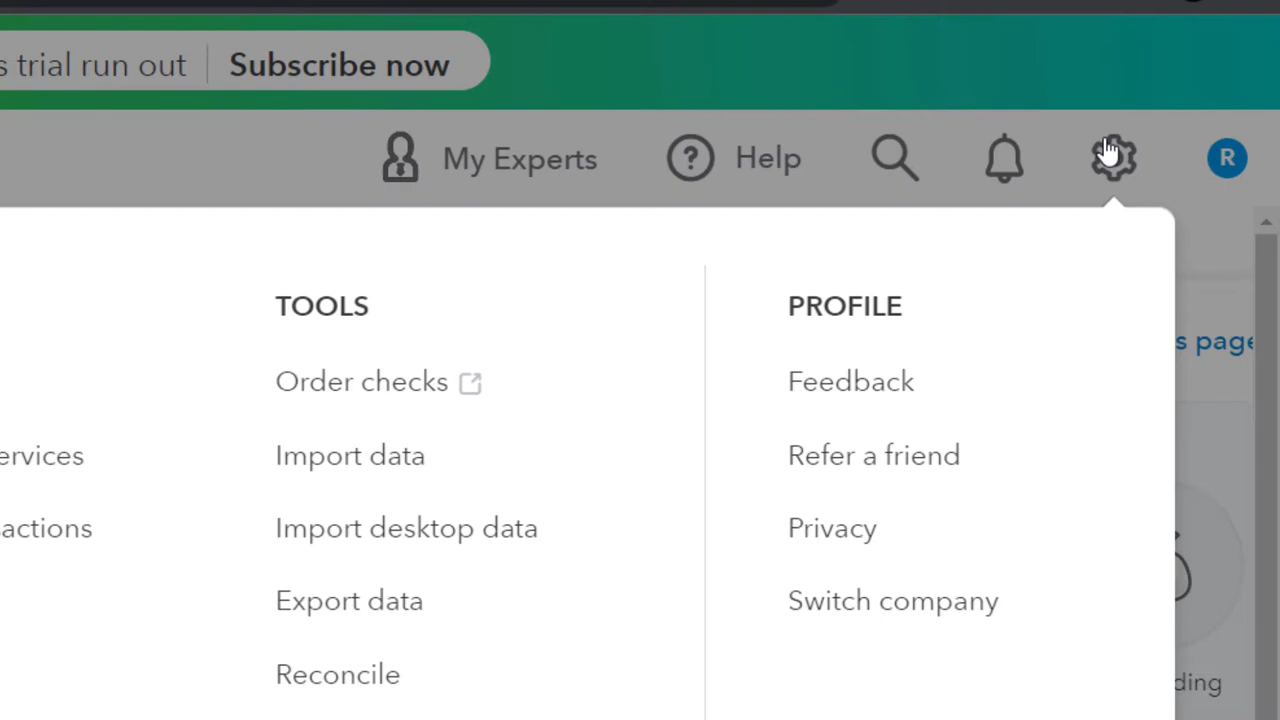 s trial run out
Subscribe now
My Experts
Help
R
TOOLS
Order checks
Import data
Import desktop data
Export data
Reconcile
PROFILE
Feedback
Refer a friend
Privacy
Switch company
ervices
actions
s page
ding